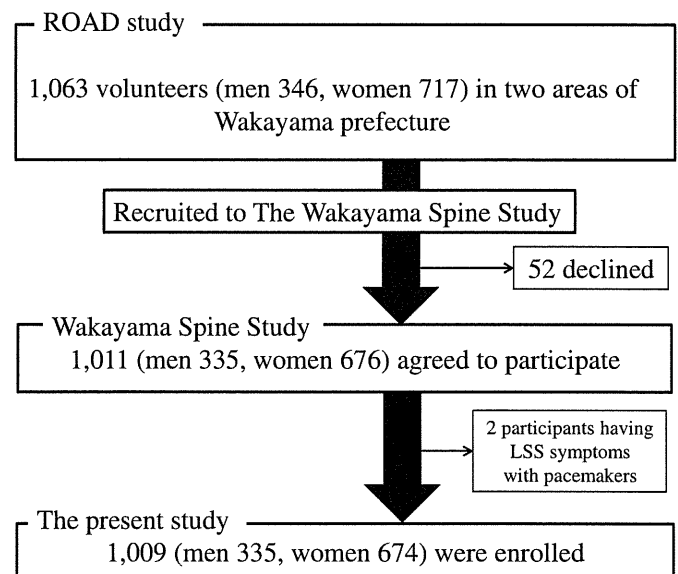 ROAD study
1,063 volunteers (men 346, women 717) in two areas of
Wakayama prefecture
Recruited to The Wakayama Spine Study
52 declined
Wakayama Spine Study
1,011 (men 335, women 676) agreed to participate
2 participants having
LSS symptoms
with pacemakers
The present study
1,009 (men 335, women 674) were enrolled